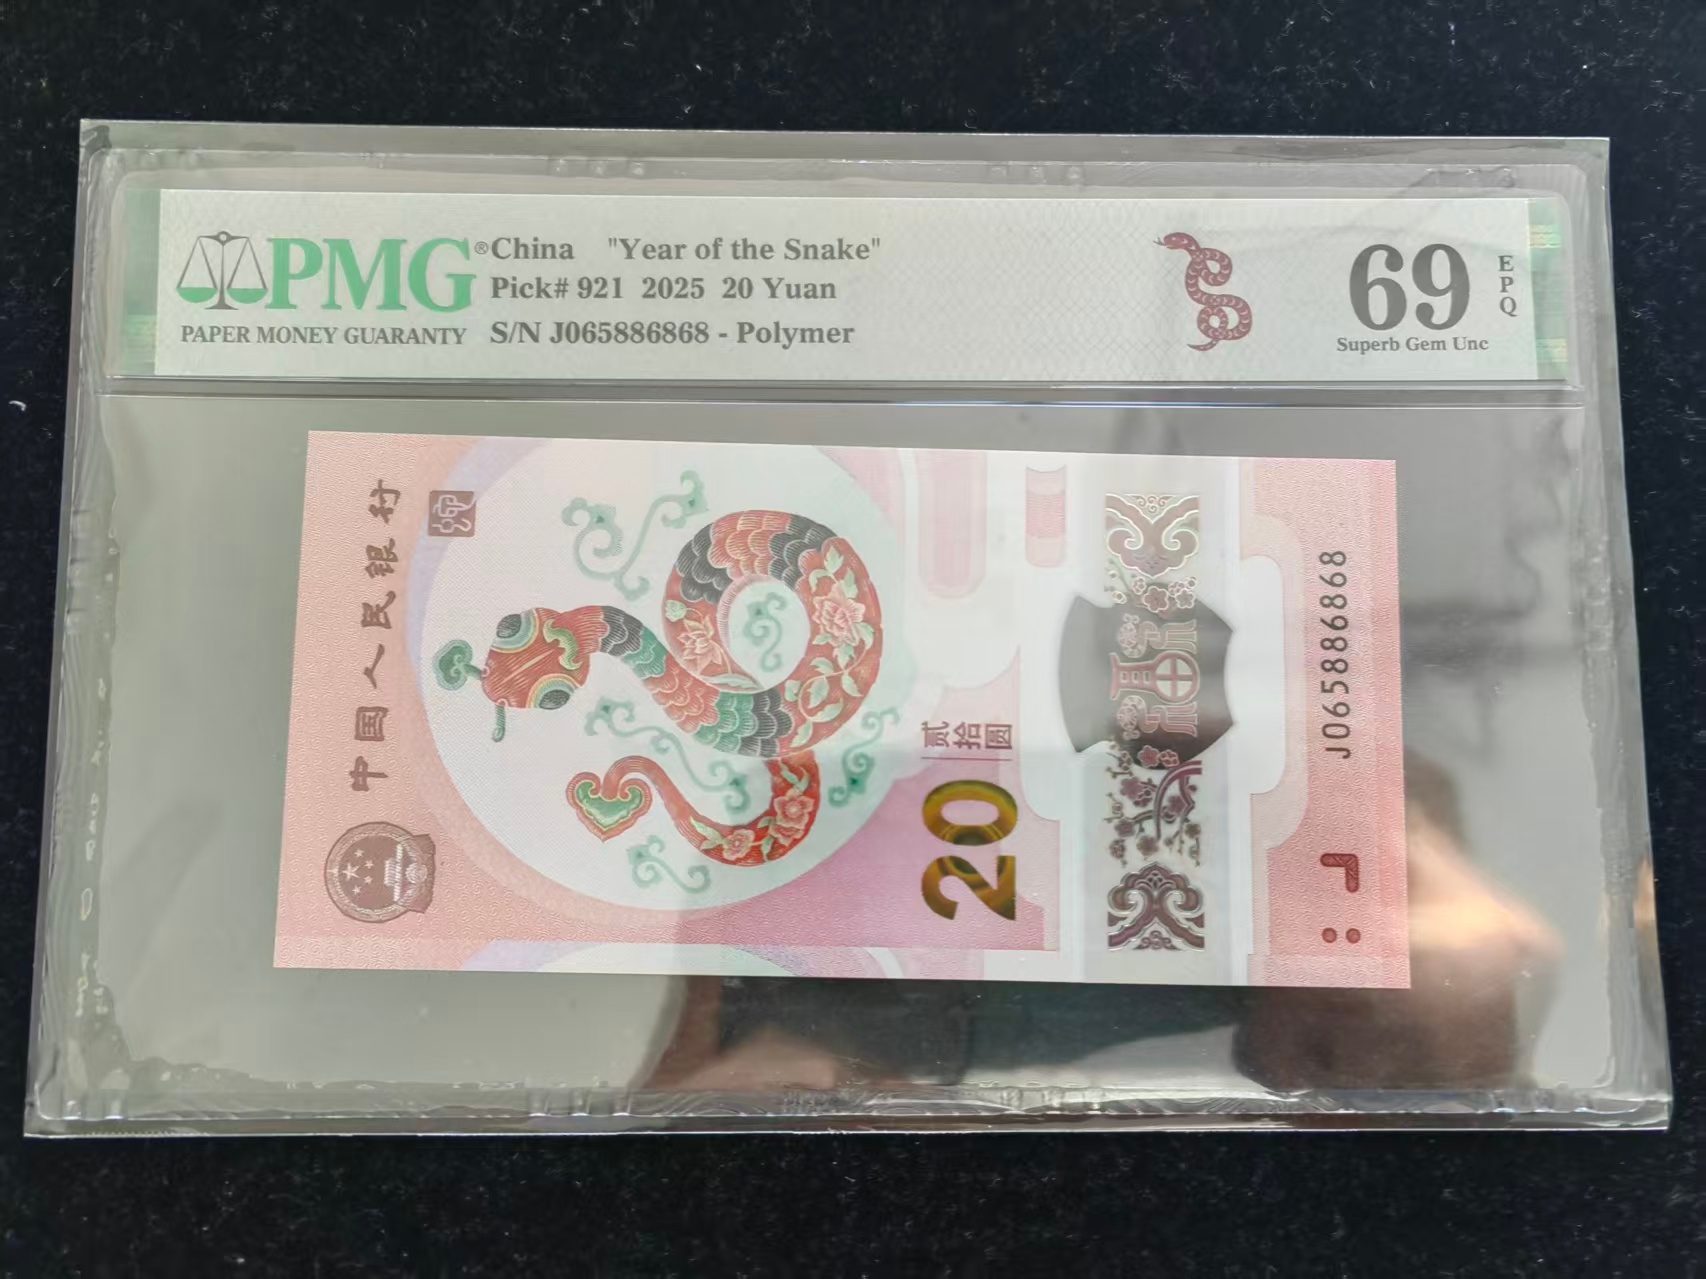 PMG® China "Year of the Snake"
Pick# 921 2025 20 Yuan
PAPER MONEY GUARANTY S/N J065886868 - Polymer
69 EPQ
Superb Gem Unc
中国人民银行
贰拾圆
20
福
J065886868